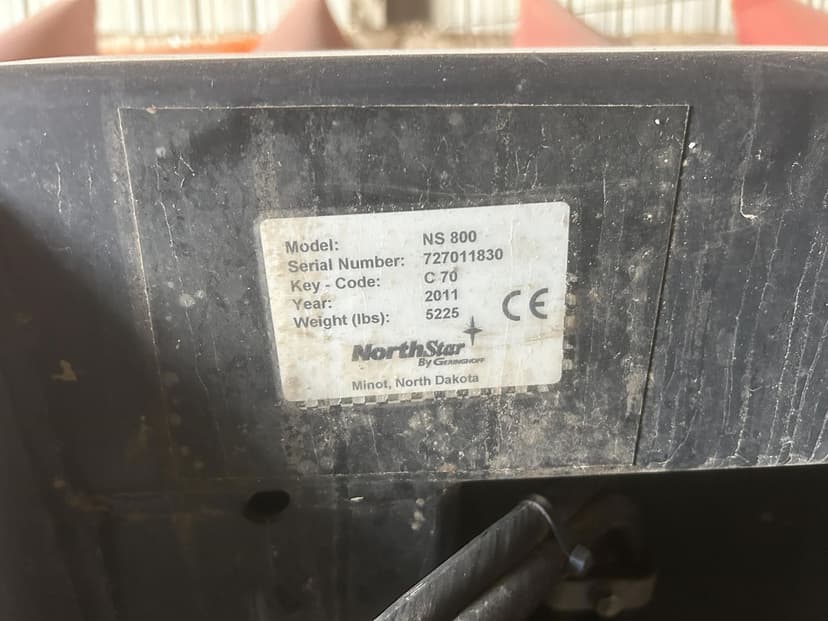 Model: NS 800
Serial Number: 727011830
Key - Code: C 70
Year: 2011
Weight (lbs): 5225
CE
NorthStar
By GERINGHOFF
Minot, North Dakota